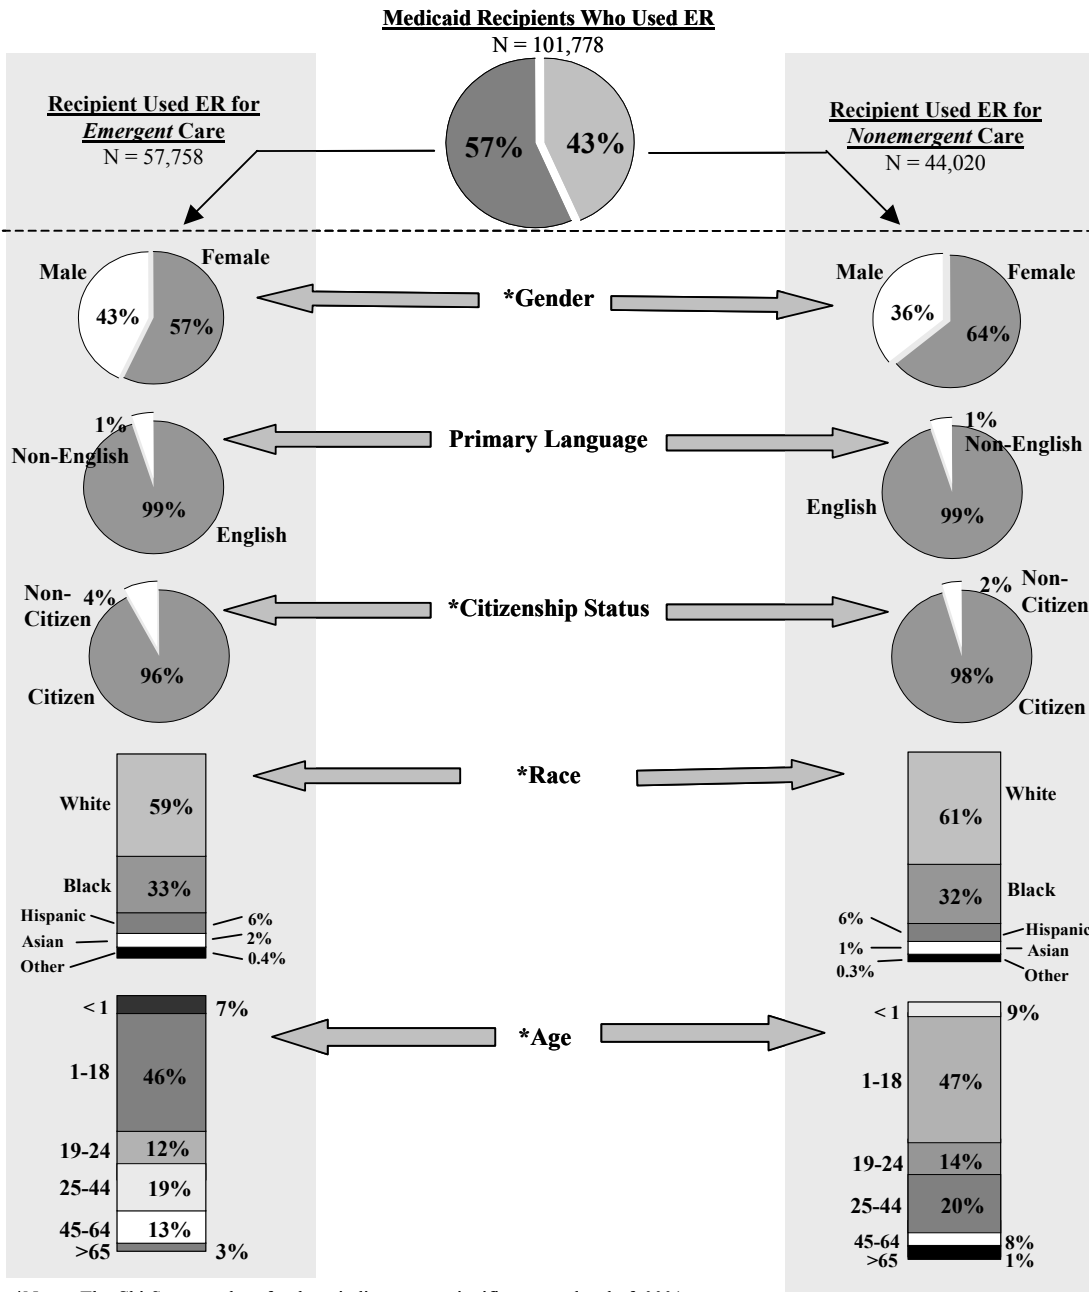 Medicaid Recipients Who Used ER
N = 101,778
57%
43%
Recipient Used ER for
Emergent Care
N = 57,758
Recipient Used ER for
Nonemergent Care
N = 44,020
Male
Female
43%
57%
*Gender
Male
Female
36%
64%
1%
Non-English
99%
English
Primary Language
1%
Non-English
English
99%
Non-
Citizen
4%
96%
Citizen
*Citizenship Status
2%
Non-
Citizen
98%
Citizen
*Race
White
59%
Black
33%
Hispanic
6%
Asian
2%
Other
0.4%
61%
White
32%
Black
6%
Hispanic
1%
Asian
0.3%
Other
*Age
< 1
7%
1-18
46%
19-24
12%
25-44
19%
45-64
13%
>65
3%
< 1
9%
1-18
47%
19-24
14%
25-44
20%
45-64
8%
>65
1%